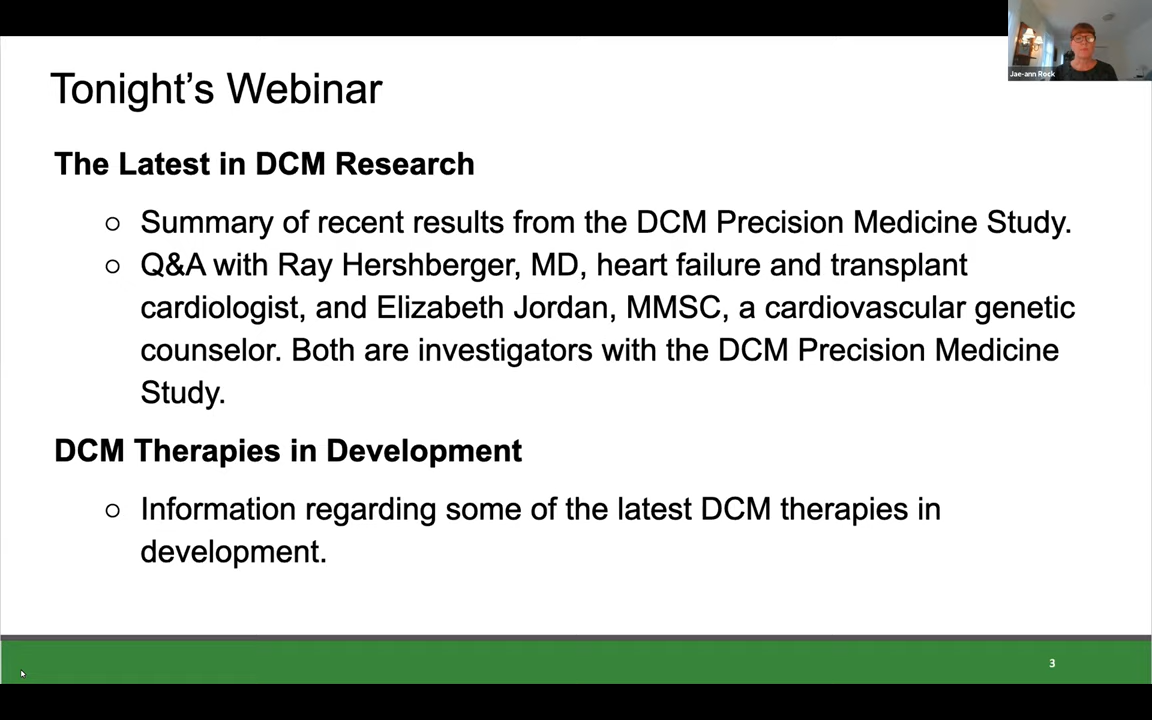 Jae-ann Rock
Tonight's Webinar
The Latest in DCM Research
○ Summary of recent results from the DCM Precision Medicine Study.
○ Q&A with Ray Hershberger, MD, heart failure and transplant
cardiologist, and Elizabeth Jordan, MMSC, a cardiovascular genetic
counselor. Both are investigators with the DCM Precision Medicine
Study.
DCM Therapies in Development
○ Information regarding some of the latest DCM therapies in
development.
3